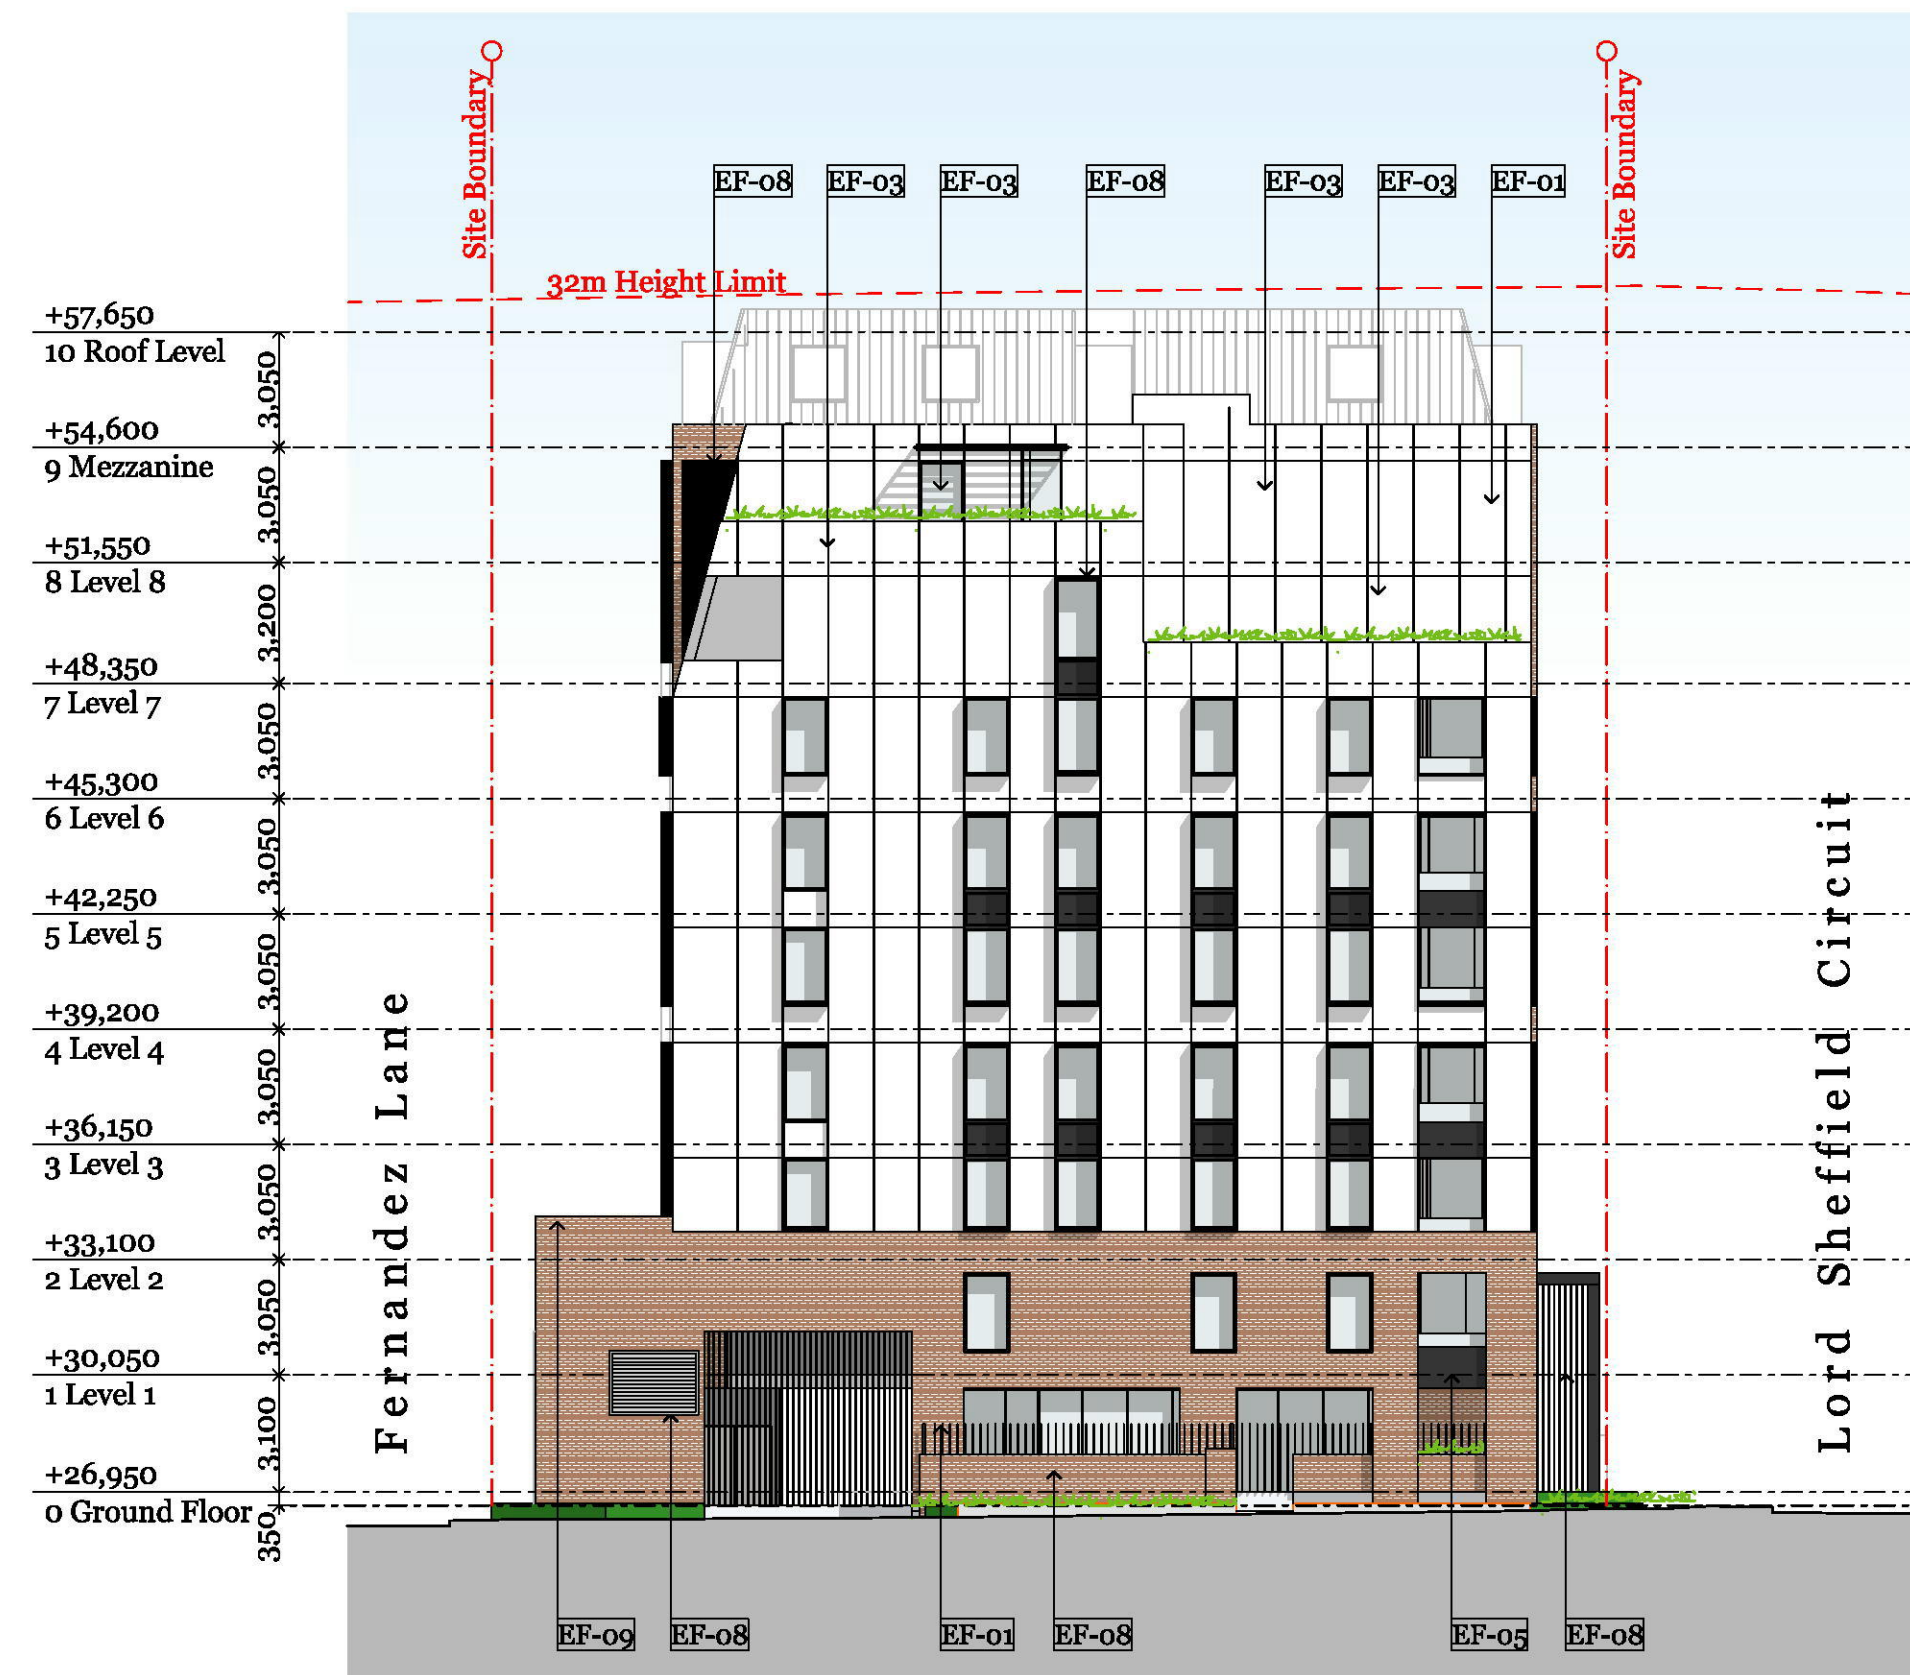 Site Boundary
Site Boundary
EF-08
EF-03
EF-03
EF-08
EF-03
EF-03
EF-01
32m Height Limit
+57,650
10 Roof Level
3,050
+54,600
9 Mezzanine
3,050
+51,550
8 Level 8
3,200
+48,350
7 Level 7
3,050
+45,300
6 Level 6
3,050
+42,250
5 Level 5
3,050
+39,200
4 Level 4
3,050
+36,150
3 Level 3
3,050
+33,100
2 Level 2
3,050
+30,050
1 Level 1
3,100
+26,950
0 Ground Floor
350
Fernandez Lane
Lord Sheffield Circuit
EF-09
EF-08
EF-01
EF-08
EF-05
EF-08